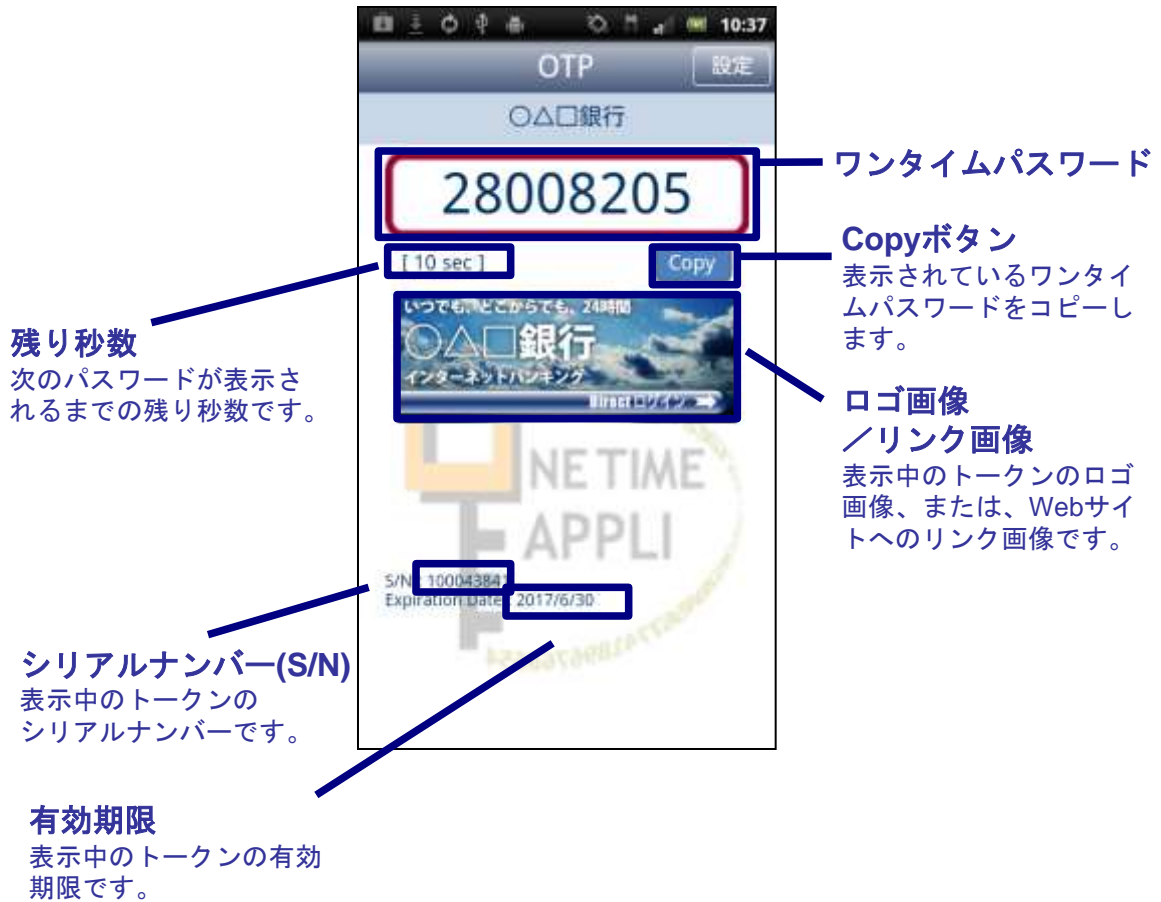 10:37
OTP
設定
○△□銀行
28008205
[ 10 sec ]
Copy
いつでも、どこからでも、24時間
○△□銀行
インターネットバンキング
Directログイン
NE TIME
APPLI
S/N: 100043841
Expiration Date: 2017/6/30
ワンタイムパスワード
Copyボタン
表示されているワンタイ
ムパスワードをコピーし
ます。
ロゴ画像
／リンク画像
表示中のトークンのロゴ
画像、または、Webサイ
トへのリンク画像です。
残り秒数
次のパスワードが表示さ
れるまでの残り秒数です。
シリアルナンバー(S/N)
表示中のトークンの
シリアルナンバーです。
有効期限
表示中のトークンの有効
期限です。